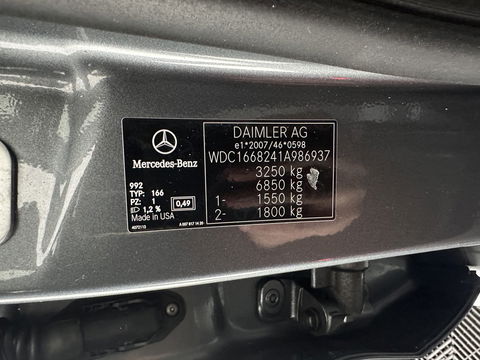 DAIMLER AG
e1*2007/46*0598
WDC1668241A986937
3250 kg
6850 kg
1- 1550 kg
2- 1800 kg
Mercedes-Benz
992
TYP: 166
PZ: 1 0,49
1,2 %
Made in USA